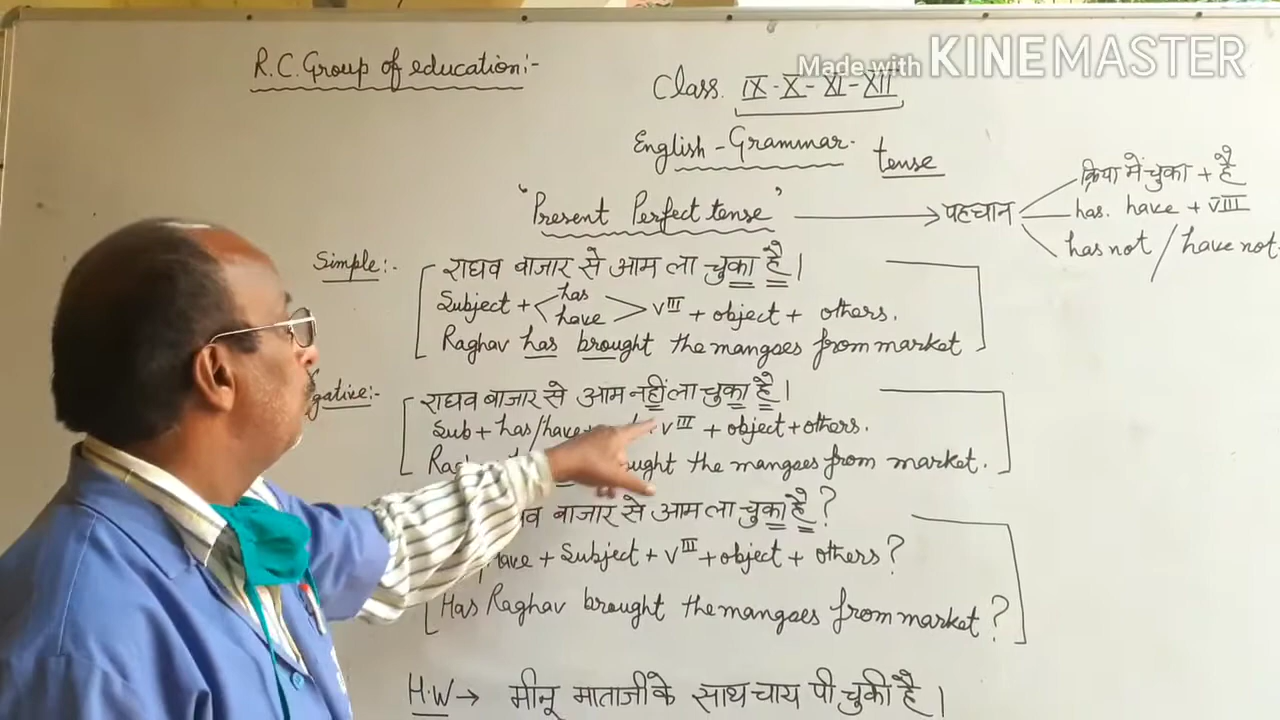 R.C. Group of education:-
Made with KINEMASTER
Class. IX - X - XI - XII
English - Grammar - tense
"Present Perfect tense" → पहचान
क्रिया में चुका + है
has. have + VIII
has not / have not.
Simple:- राघव बाजार से आम ला चुका है।
Subject + < has have > VIII + object + others.
Raghav has brought the mangoes from market
gative:- राघव बाजार से आम नहीं ला चुका है।
Sub + has/have + VIII + object + others.
the mangoes from market.
बाजार से आम ला चुका है?
+ Subject + VIII + object + others?
Has Raghav brought the mangoes from market?
H.W → मीनू माताजी के साथ चाय पी चुकी है।